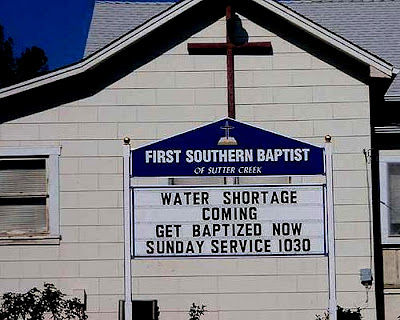 FIRST SOUTHERN BAPTIST
OF SUTTER CREEK
WATER SHORTAGE
COMING
GET BAPTIZED NOW
SUNDAY SERVICE 1030